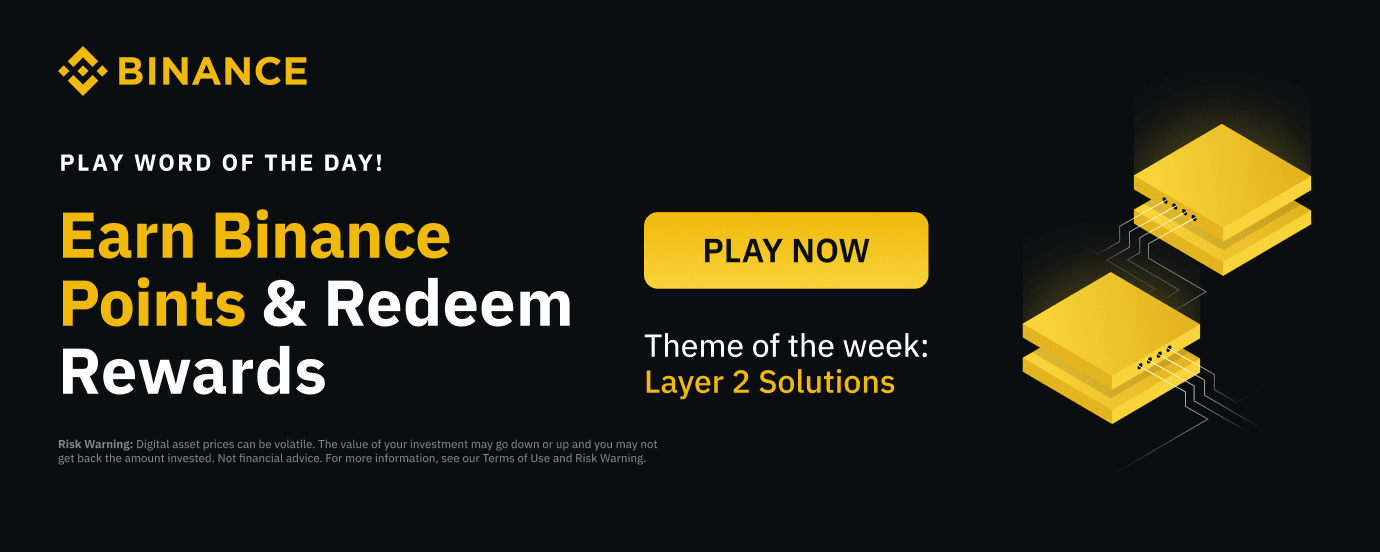 BINANCE
PLAY WORD OF THE DAY!
Earn Binance
Points & Redeem
Rewards
PLAY NOW
Theme of the week:
Layer 2 Solutions
Risk Warning: Digital asset prices can be volatile. The value of your investment may go down or up and you may not
get back the amount invested. Not financial advice. For more information, see our Terms of Use and Risk Warning.